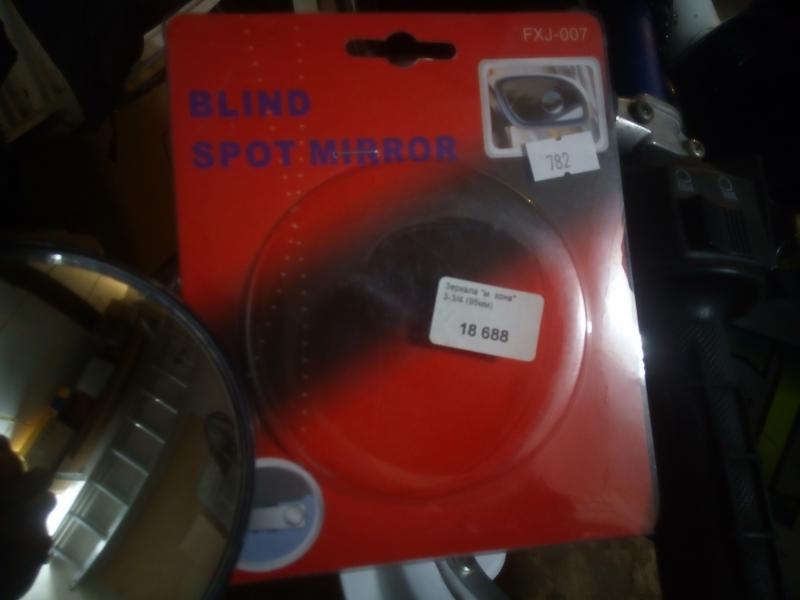 FXJ-007
BLIND
SPOT MIRROR
782
Зеркала "м. зона"
3-3/4 (95мм)
18 688